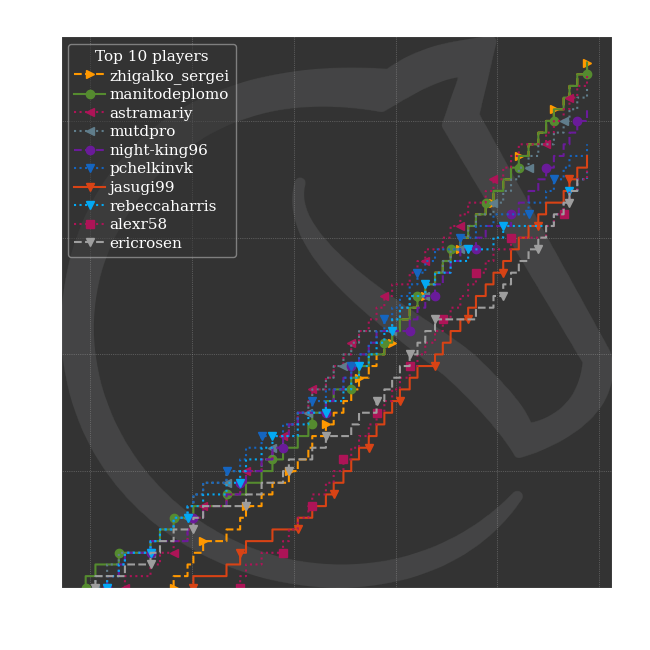 Top 10 players
zhigalko_sergei
manitodeplomo
astramariy
mutdpro
night-king96
pchelkinvk
jasugi99
rebeccaharris
alexr58
ericrosen